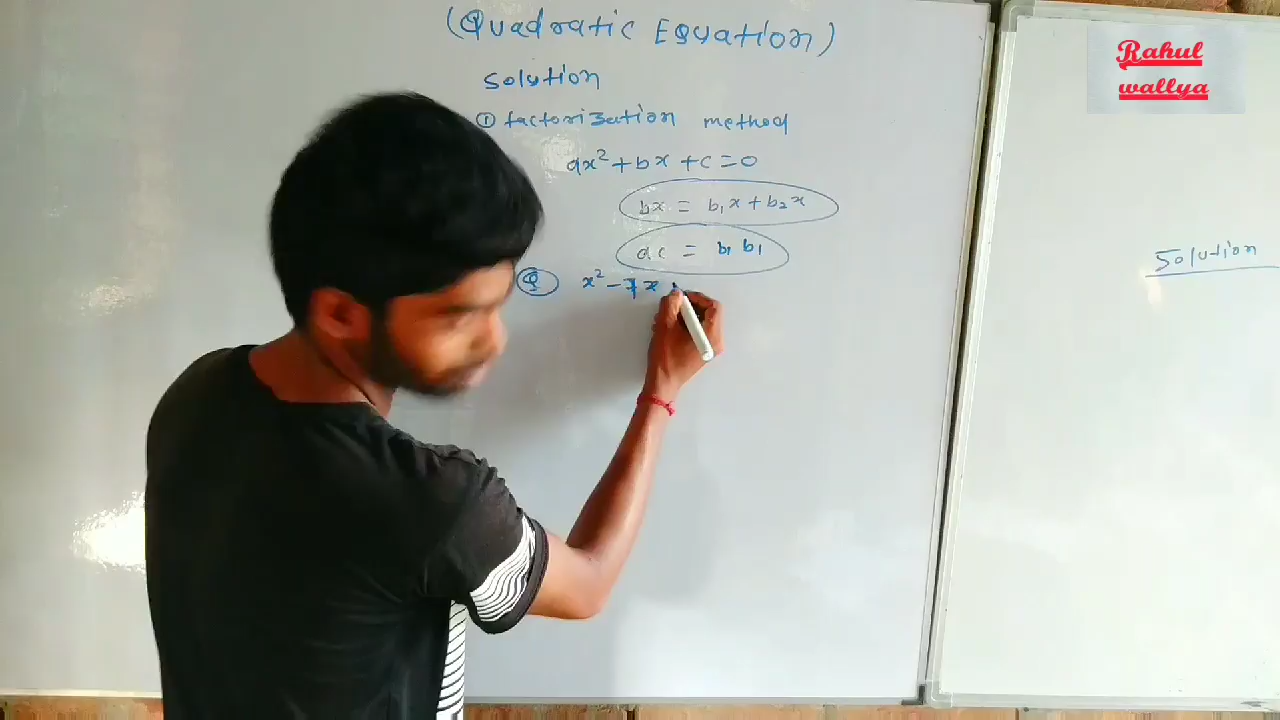 (Quadratic Equation)
Solution
① factorization method
ax² + bx + c = 0
bx = b₁x + b₂x
ac = b₁ b₁
Q x² - 7x
Solution
Rahul
wallya